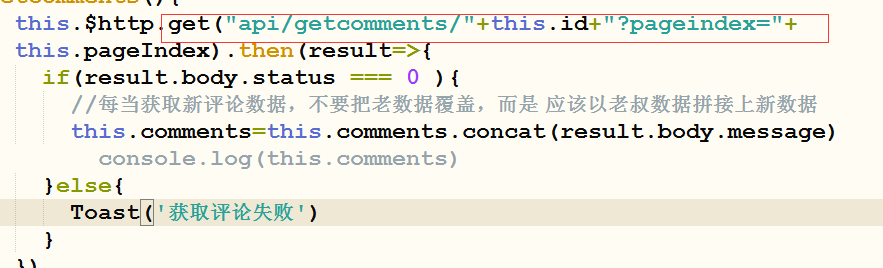 getComments(){
this.$http.get("api/getcomments/"+this.id+"?pageindex="+
this.pageIndex).then(result=>{
if(result.body.status === 0 ){
//每当获取新评论数据，不要把老数据覆盖，而是 应该以老叔数据拼接上新数据
this.comments=this.comments.concat(result.body.message)
console.log(this.comments)
}else{
Toast('获取评论失败')
}
})